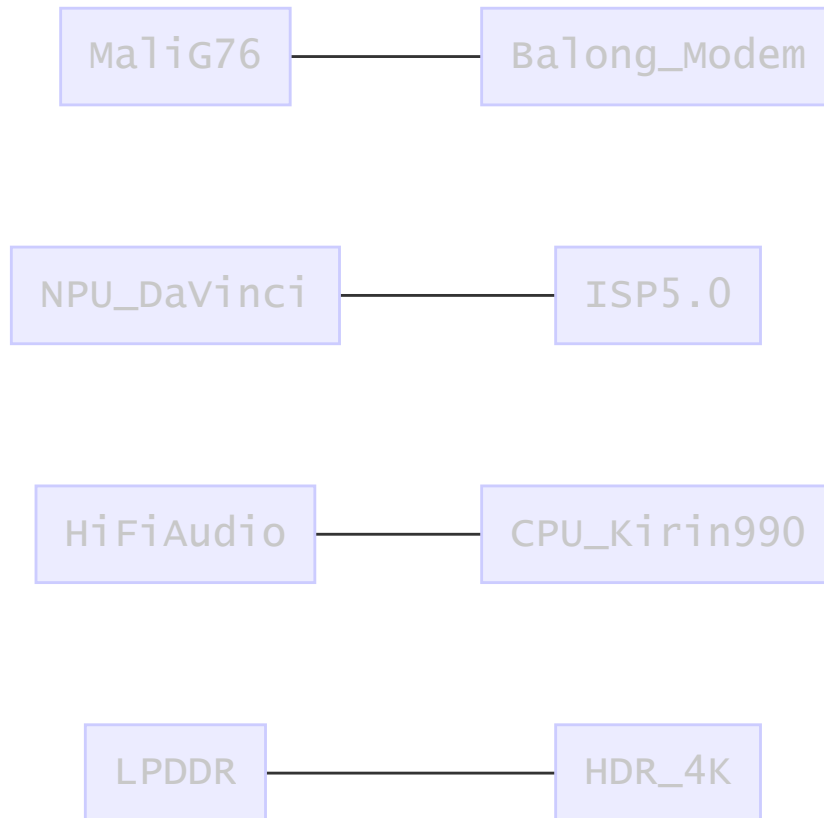 MaliG76 Balong_Modem
NPU_DaVinci ISP5.0
HiFiAudio CPU_Kirin990
LPDDR HDR_4K